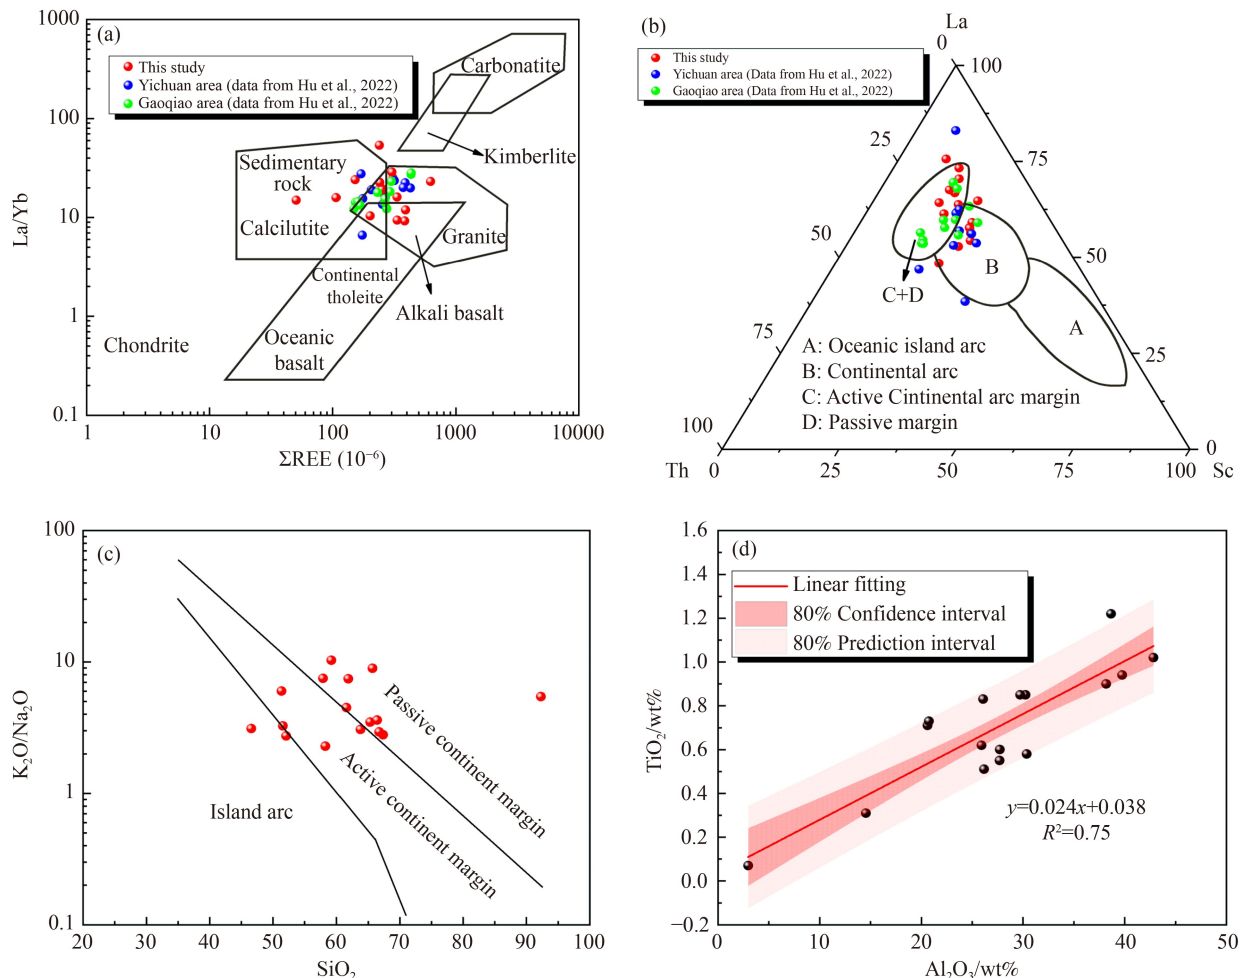 (a)
This study
Yichuan area (data from Hu et al., 2022)
Gaoqiao area (data from Hu et al., 2022)
Carbonatite
Kimberlite
Sedimentary
rock
Calcilutite
Granite
Continental
tholeite
Alkali basalt
Oceanic
basalt
Chondrite
1000
100
10
1
0.1
La/Yb
1
10
100
1000
10000
ΣREE (10⁻⁶)
(b)
La
0
100
This study
Yichuan area (Data from Hu et al., 2022)
Gaoqiao area (Data from Hu et al., 2022)
25
75
50
50
C+D
B
A
75
25
A: Oceanic island arc
B: Continental arc
C: Active Cintinental arc margin
D: Passive margin
100
0
Th
0
25
50
75
100
Sc
(c)
100
10
1
0.1
K₂O/Na₂O
Passive continent margin
Active continent margin
Island arc
20
30
40
50
60
70
80
90
100
SiO₂
(d)
1.6
1.4
1.2
1.0
0.8
0.6
0.4
0.2
0.0
−0.2
TiO₂/wt%
Linear fitting
80% Confidence interval
80% Prediction interval
y=0.024x+0.038
R²=0.75
0
10
20
30
40
50
Al₂O₃/wt%